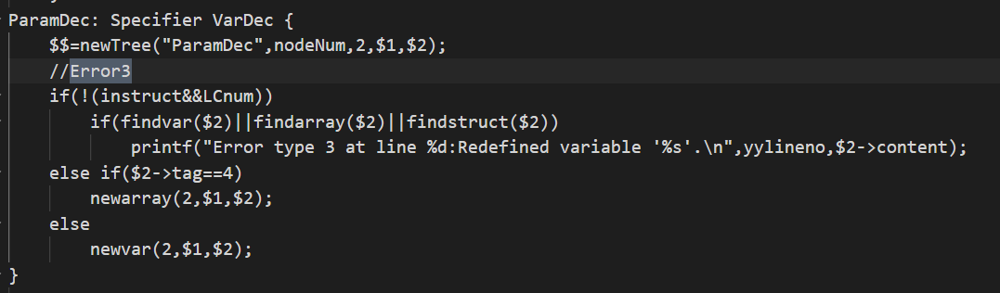 ParamDec: Specifier VarDec {
    $$=newTree("ParamDec",nodeNum,2,$1,$2);
    //Error3
    if(!(instruct&&LCnum))
        if(findvar($2)||findarray($2)||findstruct($2))
            printf("Error type 3 at line %d:Redefined variable '%s'.\n",yylineno,$2->content);
    else if($2->tag==4)
        newarray(2,$1,$2);
    else
        newvar(2,$1,$2);
}